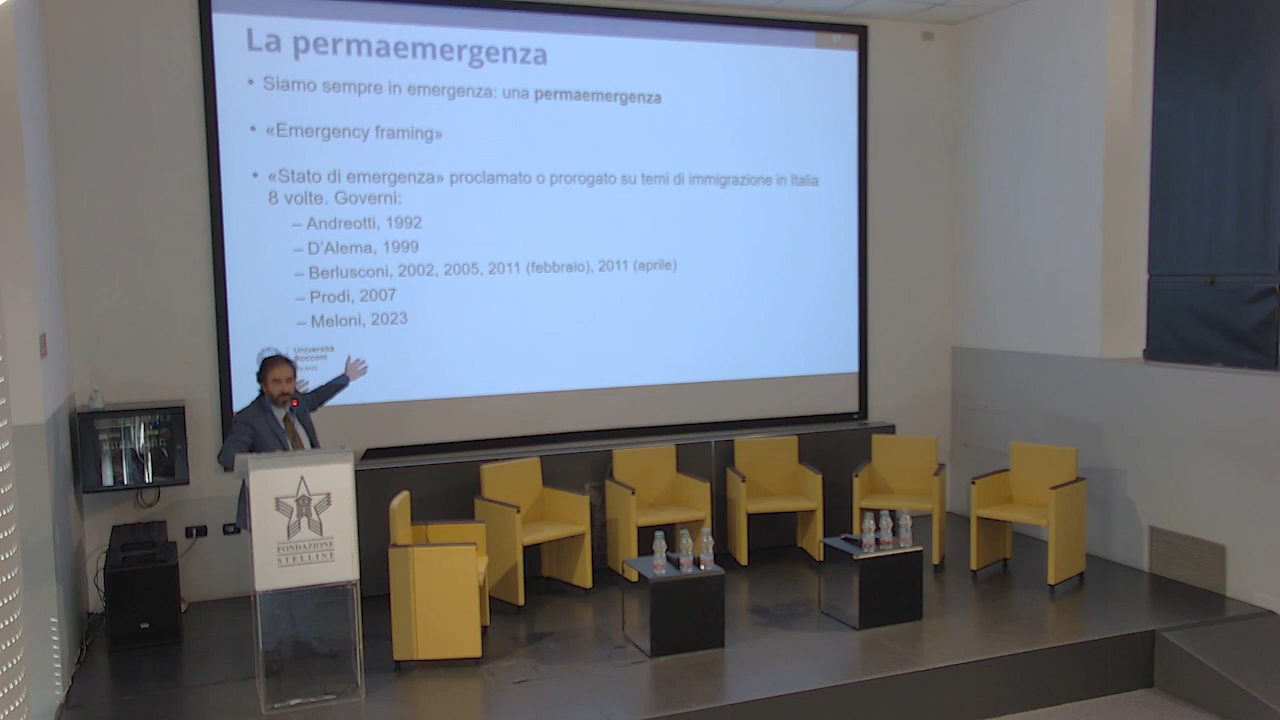 La permaemergenza
• Siamo sempre in emergenza: una permaemergenza
• «Emergency framing»
• «Stato di emergenza» proclamato o prorogato su temi di immigrazione in Italia
8 volte. Governi:
– Andreotti, 1992
– D'Alema, 1999
– Berlusconi, 2002, 2005, 2011 (febbraio), 2011 (aprile)
– Prodi, 2007
– Meloni, 2023
Università
Bocconi
FONDAZIONE
STELLINE